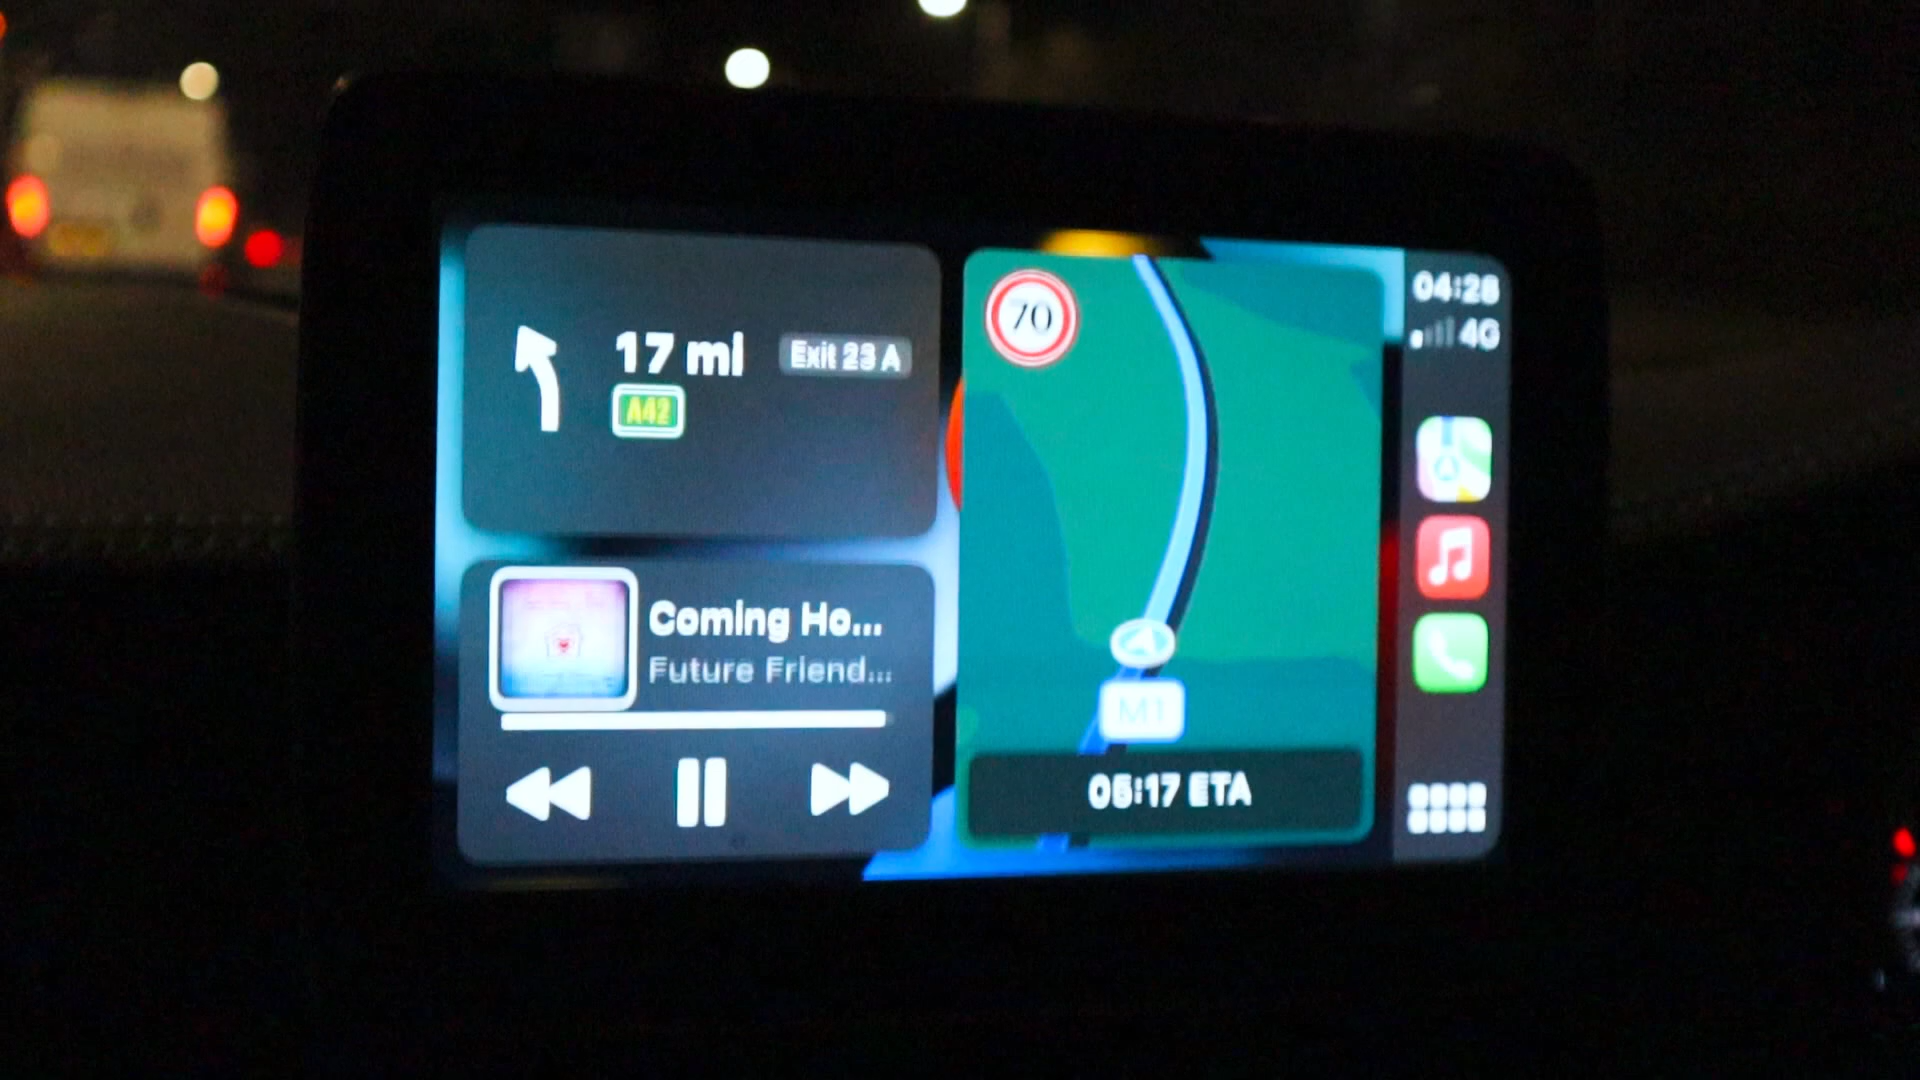 17 mi
Exit 23 A
A42
Coming Ho...
Future Friend...
70
M1
05:17 ETA
04:28
4G